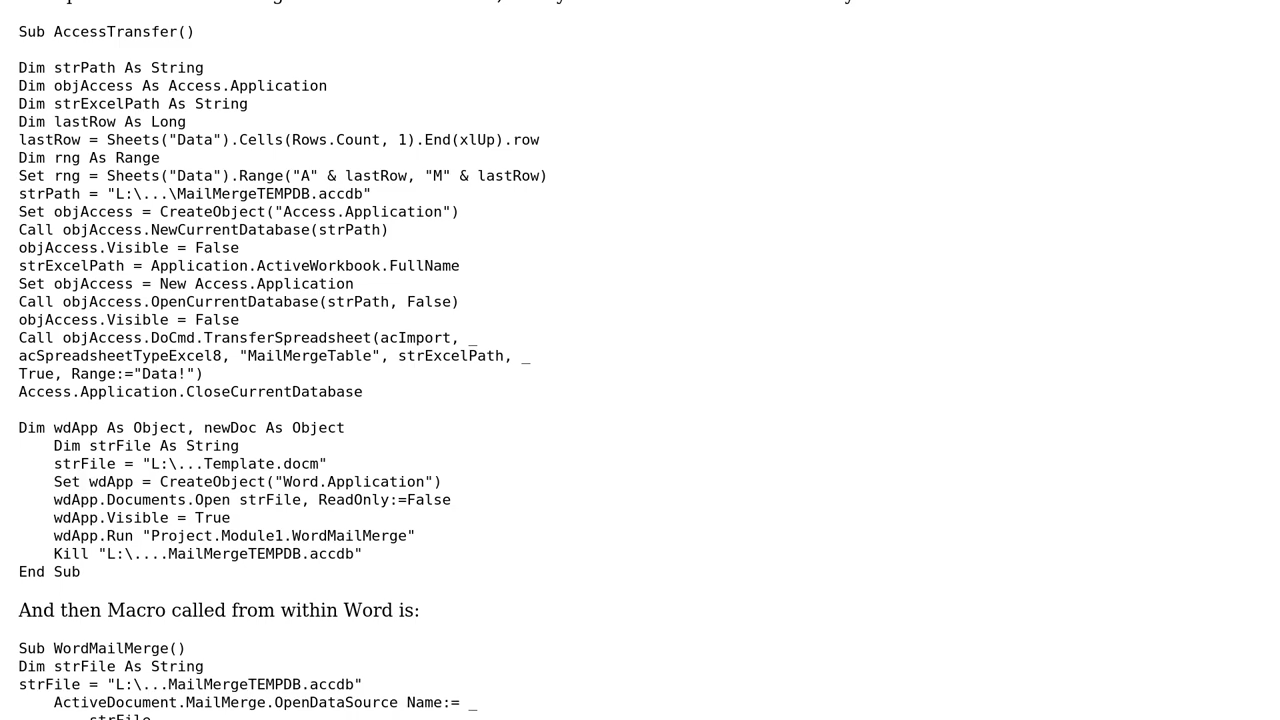 Sub AccessTransfer()
Dim strPath As String
Dim objAccess As Access.Application
Dim strExcelPath As String
Dim lastRow As Long
lastRow = Sheets("Data").Cells(Rows.Count, 1).End(xlUp).row
Dim rng As Range
Set rng = Sheets("Data").Range("A" & lastRow, "M" & lastRow)
strPath = "L:\...\MailMergeTEMPDB.accdb"
Set objAccess = CreateObject("Access.Application")
Call objAccess.NewCurrentDatabase(strPath)
objAccess.Visible = False
strExcelPath = Application.ActiveWorkbook.FullName
Set objAccess = New Access.Application
Call objAccess.OpenCurrentDatabase(strPath, False)
objAccess.Visible = False
Call objAccess.DoCmd.TransferSpreadsheet(acImport, _
acSpreadsheetTypeExcel8, "MailMergeTable", strExcelPath, _
True, Range:="Data!")
Access.Application.CloseCurrentDatabase
Dim wdApp As Object, newDoc As Object
    Dim strFile As String
    strFile = "L:\...Template.docm"
    Set wdApp = CreateObject("Word.Application")
    wdApp.Documents.Open strFile, ReadOnly:=False
    wdApp.Visible = True
    wdApp.Run "Project.Module1.WordMailMerge"
    Kill "L:\....MailMergeTEMPDB.accdb"
End Sub
And then Macro called from within Word is:
Sub WordMailMerge()
Dim strFile As String
strFile = "L:\...MailMergeTEMPDB.accdb"
    ActiveDocument.MailMerge.OpenDataSource Name:= _
        strFile